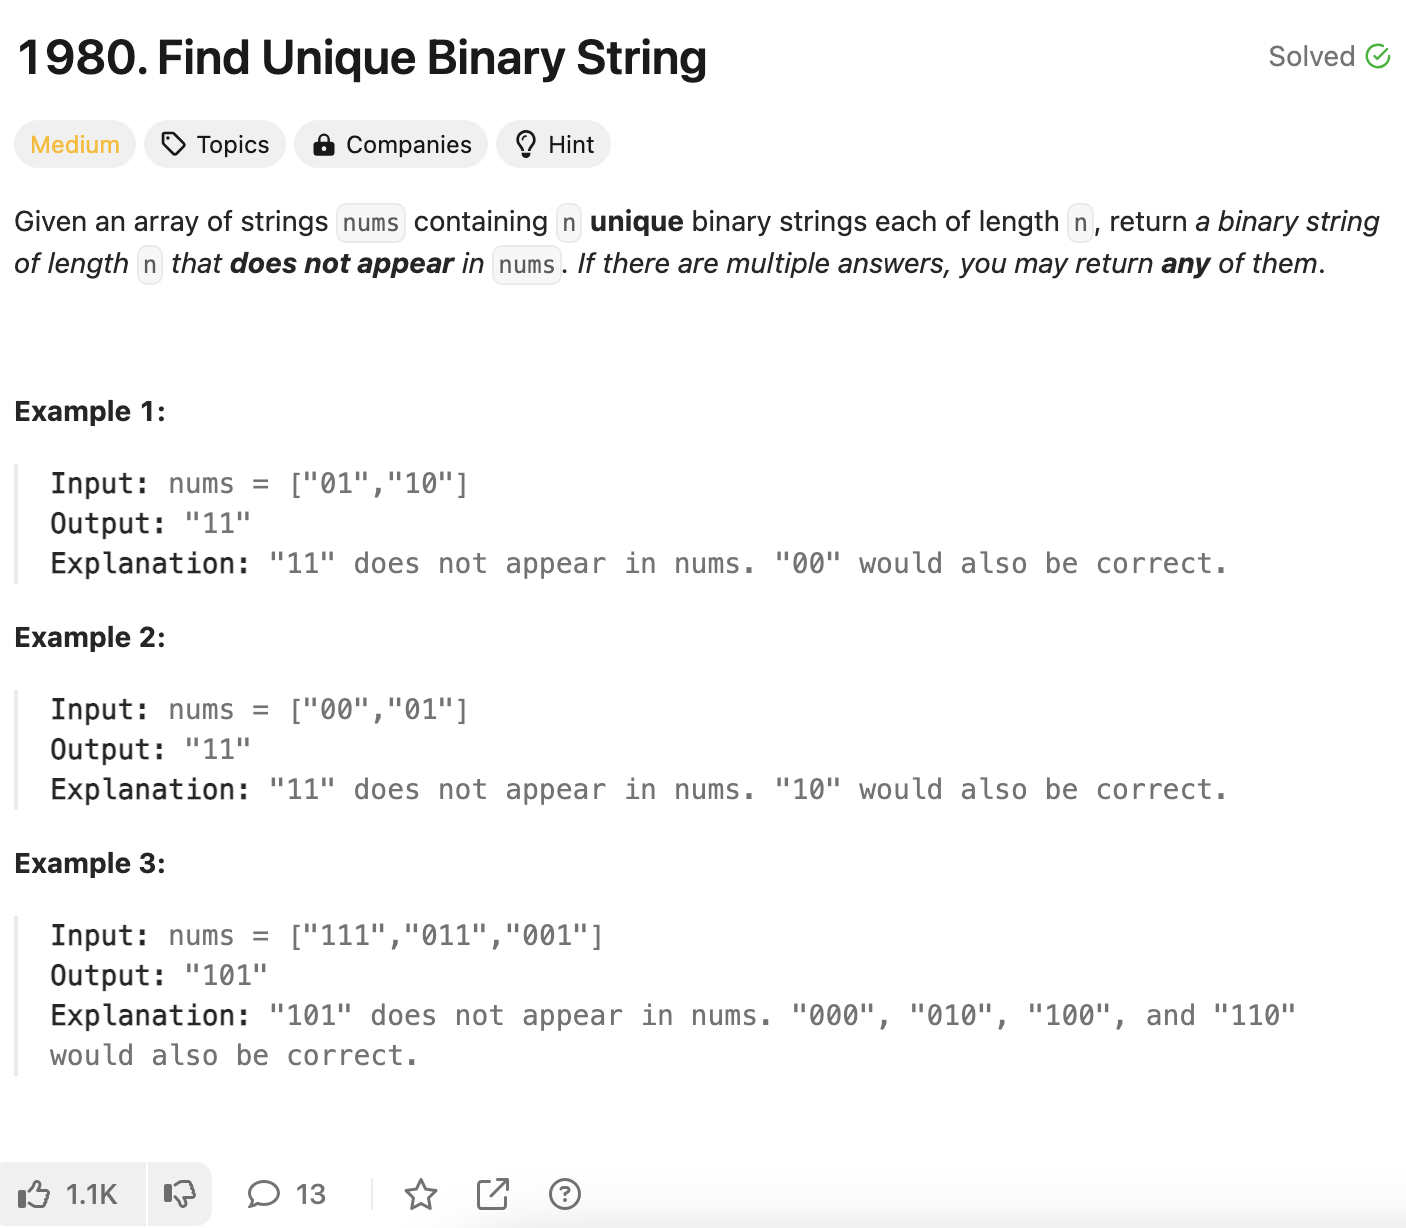 1980. Find Unique Binary String
Solved
Medium
Topics
Companies
Hint
Given an array of strings nums containing n unique binary strings each of length n, return a binary string
of length n that does not appear in nums. If there are multiple answers, you may return any of them.
Example 1:
Input: nums = ["01","10"]
Output: "11"
Explanation: "11" does not appear in nums. "00" would also be correct.
Example 2:
Input: nums = ["00","01"]
Output: "11"
Explanation: "11" does not appear in nums. "10" would also be correct.
Example 3:
Input: nums = ["111","011","001"]
Output: "101"
Explanation: "101" does not appear in nums. "000", "010", "100", and "110"
would also be correct.
1.1K
13